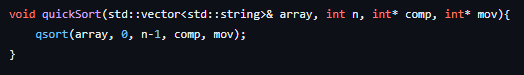 void quickSort(std::vector<std::string>& array, int n, int* comp, int* mov){
    qsort(array, 0, n-1, comp, mov);
}